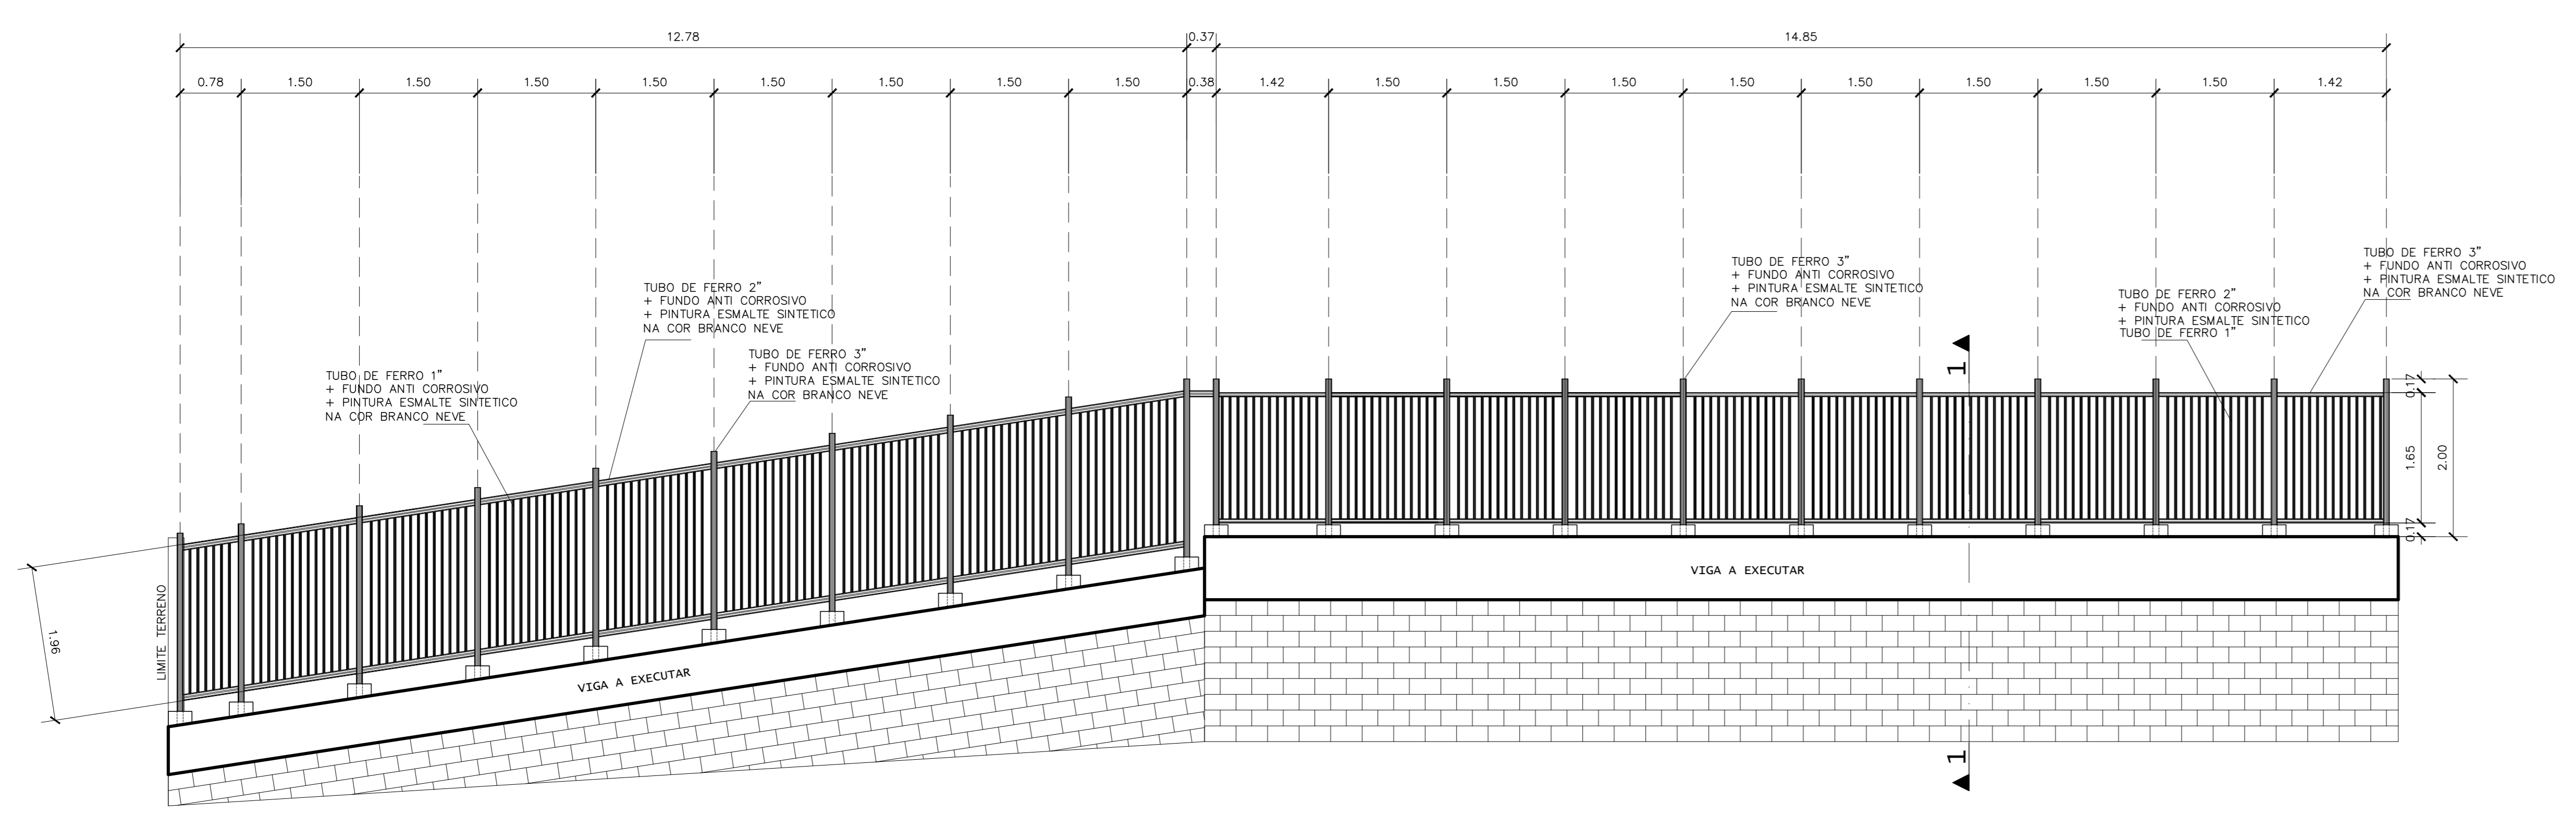 12.78
0.37
14.85
0.78
1.50
1.50
1.50
1.50
1.50
1.50
1.50
1.50
0.38
1.42
1.50
1.50
1.50
1.50
1.50
1.50
1.50
1.50
1.42
TUBO DE FERRO 3”
+ FUNDO ANTI CORROSIVO
+ PINTURA ESMALTE SINTETICO
NA COR BRANCO NEVE
TUBO DE FERRO 3”
+ FUNDO ANTI CORROSIVO
+ PINTURA ESMALTE SINTETICO
NA COR BRANCO NEVE
TUBO DE FERRO 2”
+ FUNDO ANTI CORROSIVO
+ PINTURA ESMALTE SINTETICO
NA COR BRANCO NEVE
TUBO DE FERRO 2”
+ FUNDO ANTI CORROSIVO
+ PINTURA ESMALTE SINTETICO
TUBO DE FERRO 1”
TUBO DE FERRO 3”
+ FUNDO ANTI CORROSIVO
+ PINTURA ESMALTE SINTETICO
NA COR BRANCO NEVE
TUBO DE FERRO 1”
+ FUNDO ANTI CORROSIVO
+ PINTURA ESMALTE SINTETICO
NA COR BRANCO NEVE
1
0.17
1.65
2.00
0.17
LIMITE TERRENO
1.96
VIGA A EXECUTAR
VIGA A EXECUTAR
1